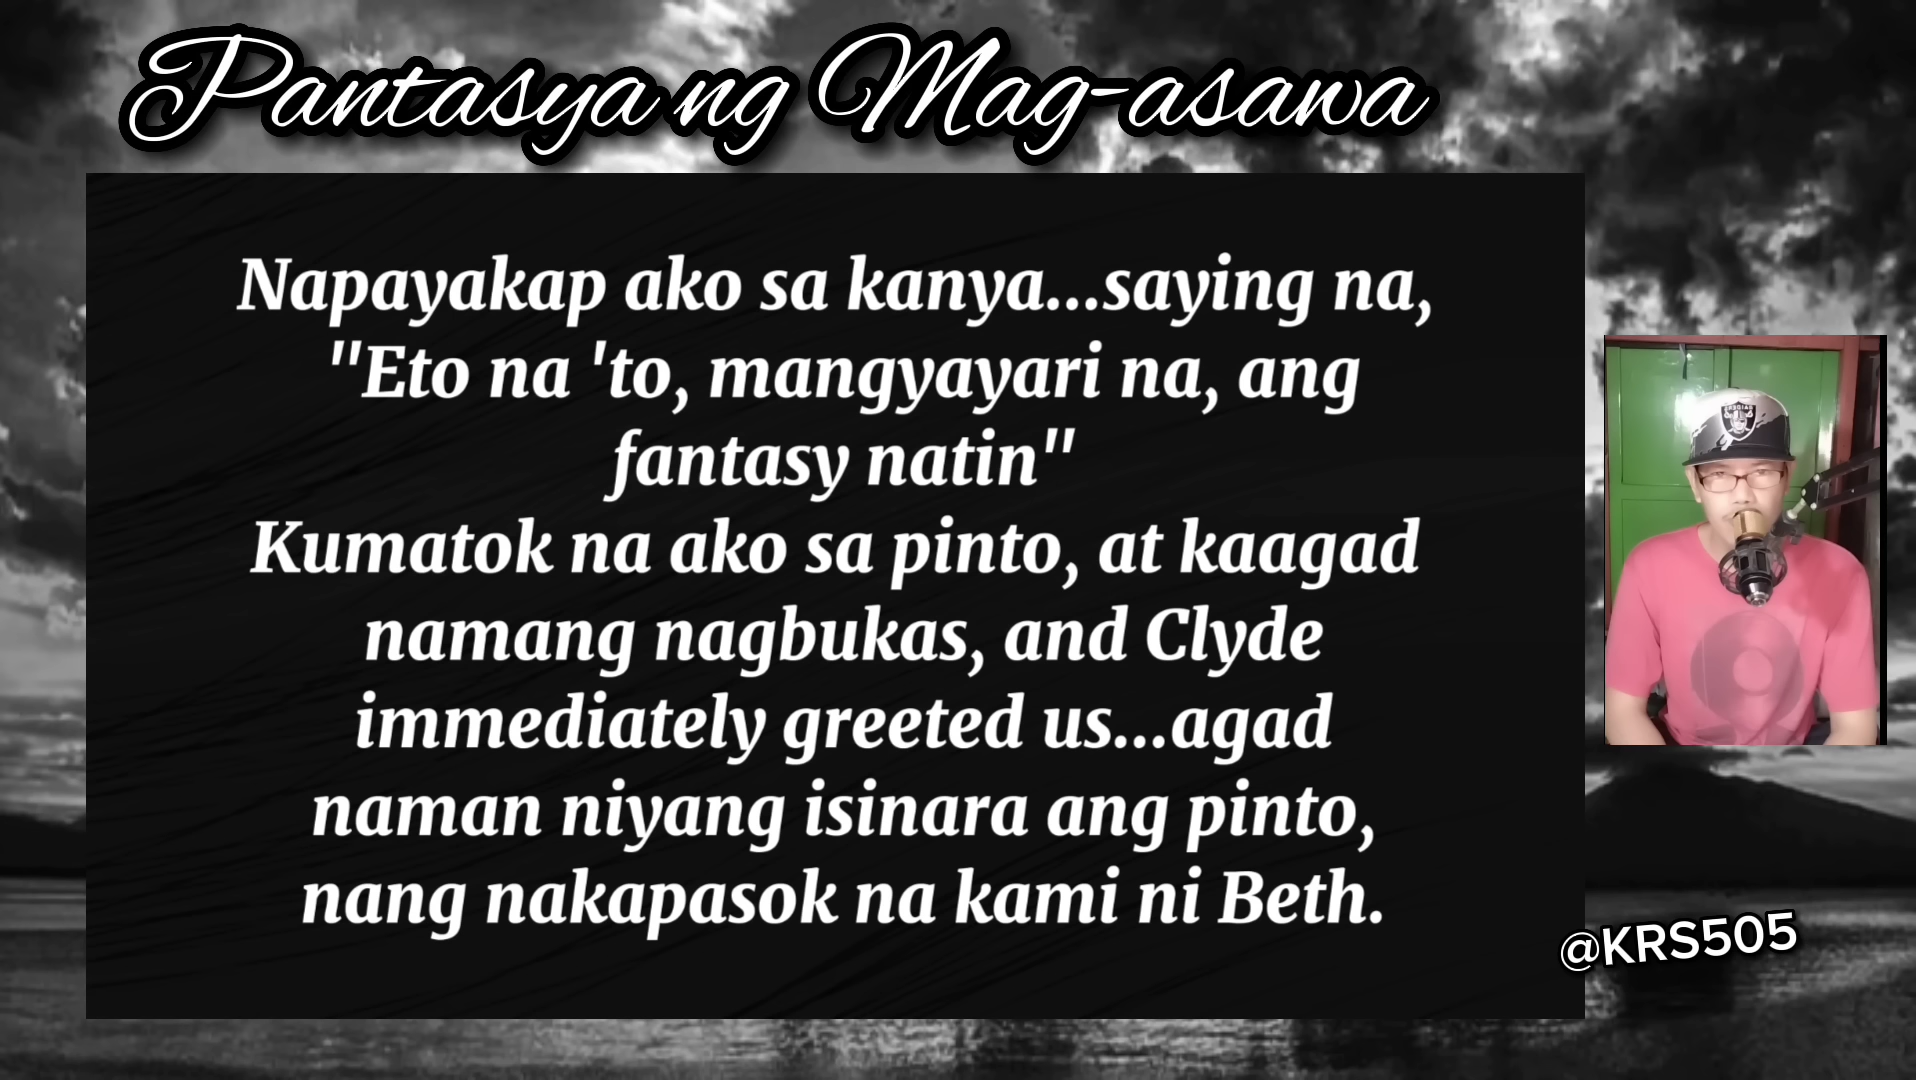 Pantasya ng Mag-asawa
Napayakap ako sa kanya...saying na,
"Eto na 'to, mangyayari na, ang
fantasy natin"
Kumatok na ako sa pinto, at kaagad
namang nagbukas, and Clyde
immediately greeted us...agad
naman niyang isinara ang pinto,
nang nakapasok na kami ni Beth.
@KRS505